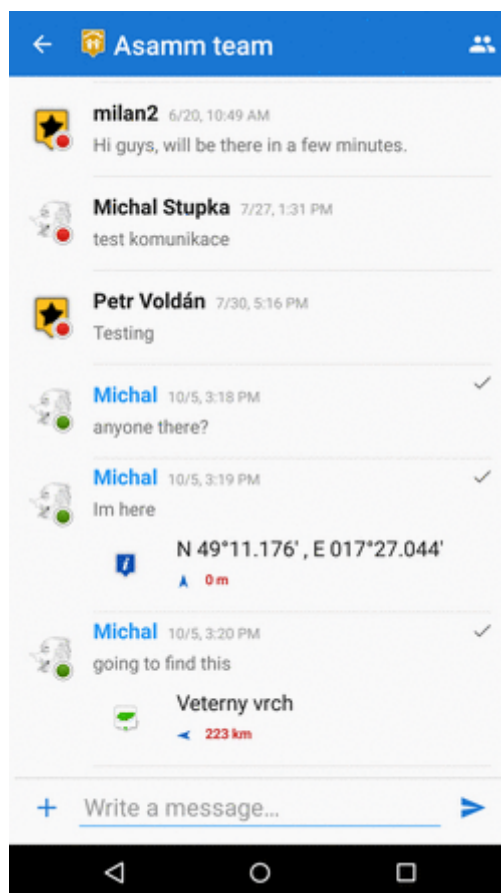 Asamm team
milan2 6/20, 10:49 AM
Hi guys, will be there in a few minutes.
Michal Stupka 7/27, 1:31 PM
test komunikace
Petr Voldán 7/30, 5:16 PM
Testing
Michal 10/5, 3:18 PM
anyone there?
Michal 10/5, 3:19 PM
Im here
N 49°11.176' , E 017°27.044'
0 m
Michal 10/5, 3:20 PM
going to find this
Veterny vrch
223 km
Write a message...